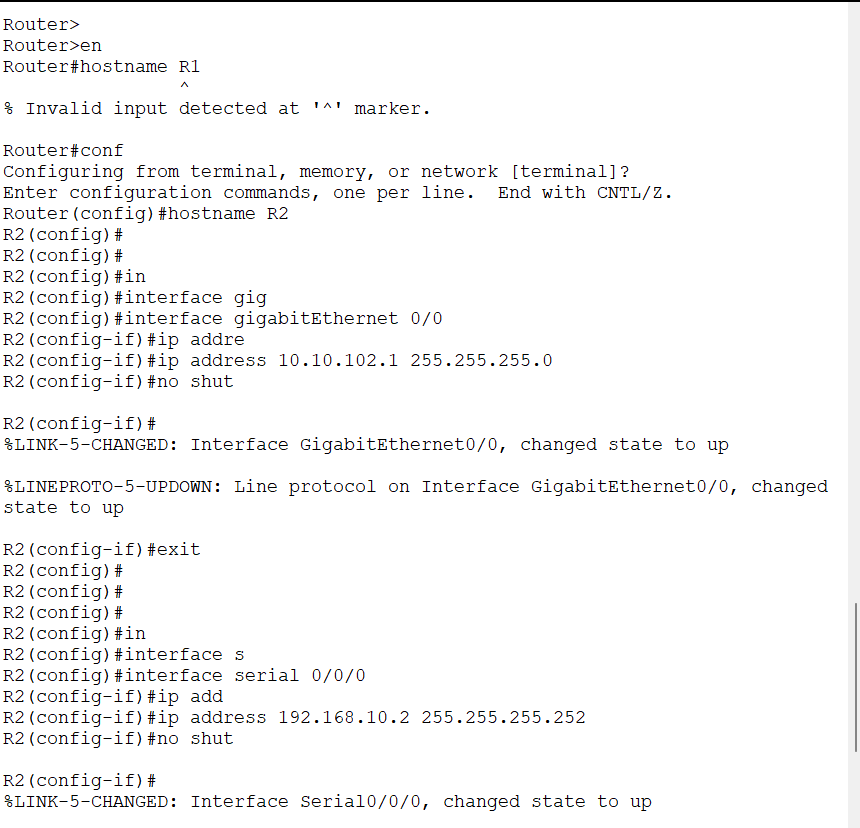 Router>
Router>en
Router#hostname R1
^
% Invalid input detected at '^' marker.
Router#conf
Configuring from terminal, memory, or network [terminal]?
Enter configuration commands, one per line.  End with CNTL/Z.
Router(config)#hostname R2
R2(config)#
R2(config)#
R2(config)#in
R2(config)#interface gig
R2(config)#interface gigabitEthernet 0/0
R2(config-if)#ip addre
R2(config-if)#ip address 10.10.102.1 255.255.255.0
R2(config-if)#no shut
R2(config-if)#
%LINK-5-CHANGED: Interface GigabitEthernet0/0, changed state to up
%LINEPROTO-5-UPDOWN: Line protocol on Interface GigabitEthernet0/0, changed
state to up
R2(config-if)#exit
R2(config)#
R2(config)#
R2(config)#
R2(config)#in
R2(config)#interface s
R2(config)#interface serial 0/0/0
R2(config-if)#ip add
R2(config-if)#ip address 192.168.10.2 255.255.255.252
R2(config-if)#no shut
R2(config-if)#
%LINK-5-CHANGED: Interface Serial0/0/0, changed state to up